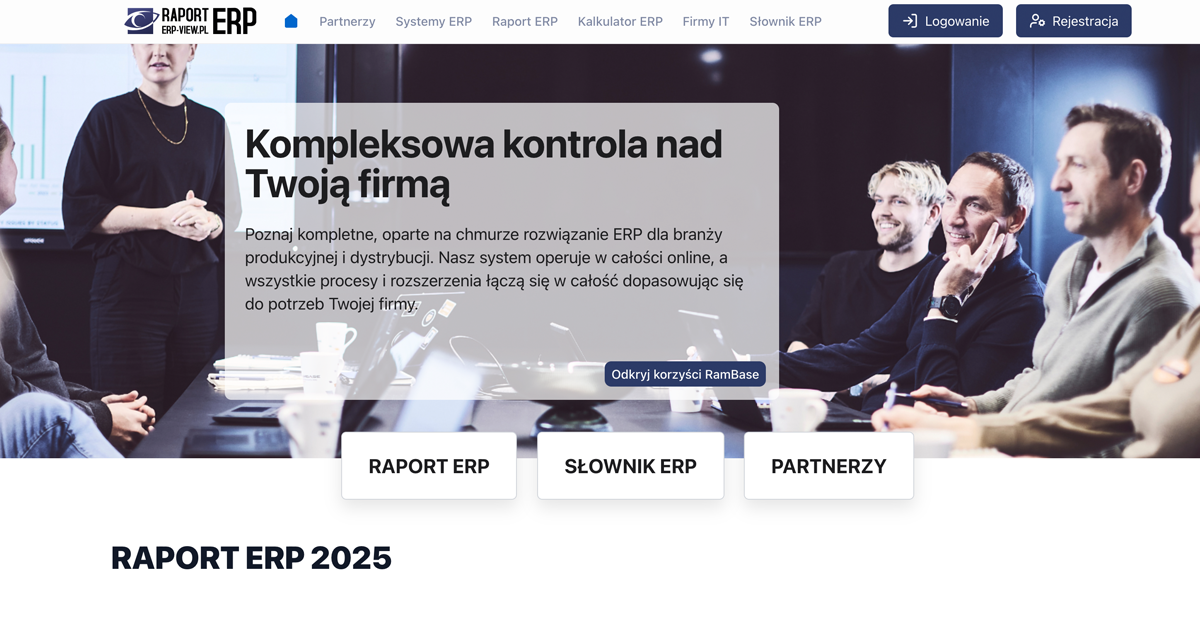 RAPORT
ERP-VIEW.PL
ERP
Partnerzy
Systemy ERP
Raport ERP
Kalkulator ERP
Firmy IT
Słownik ERP
Logowanie
Rejestracja
Kompleksowa kontrola nad
Twoją firmą
Poznaj kompletne, oparte na chmurze rozwiązanie ERP dla branży
produkcyjnej i dystrybucji. Nasz system operuje w całości online, a
wszystkie procesy i rozszerzenia łączą się w całość dopasowując się
do potrzeb Twojej firmy.
Odkryj korzyści RamBase
RAPORT ERP
SŁOWNIK ERP
PARTNERZY
RAPORT ERP 2025